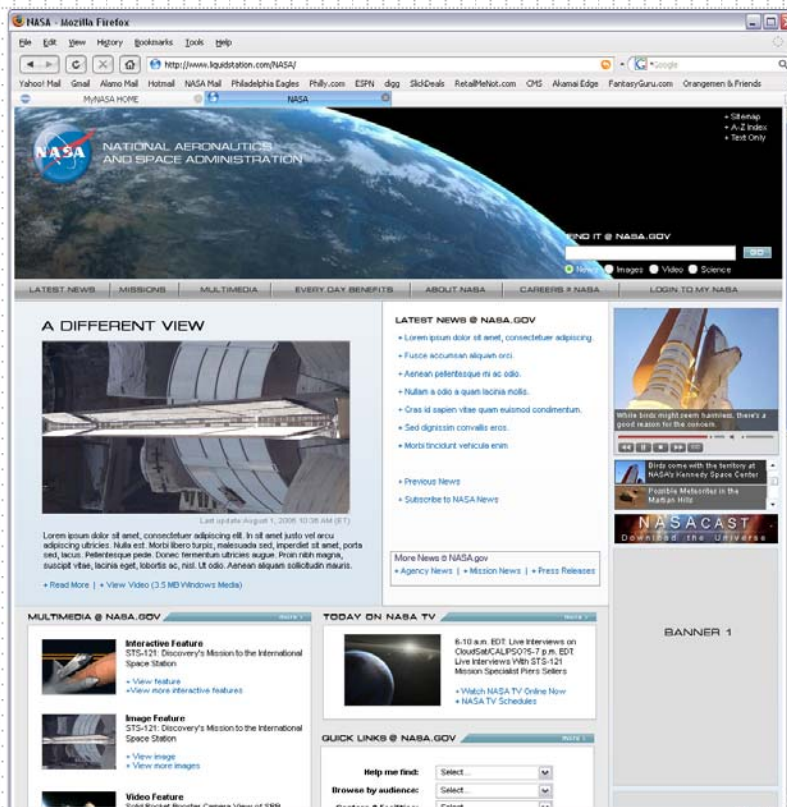 NASA - Mozilla Firefox
File Edit View History Bookmarks Tools Help
http://www.liquidstation.com/NASA/
Google
Yahoo! Mail Gmail Alamo Mail Hotmail NASA Mail Philadelphia Eagles Philly.com ESPN digg SlickDeals RetailMeNot.com CMS Akamai Edge FantasyGuru.com Orangemen & Friends
MyNASA HOME NASA
+ Sitemap
+ A-Z Index
+ Text Only
NASA
NATIONAL AERONAUTICS
AND SPACE ADMINISTRATION
FIND IT @ NASA.GOV
GO
News Images Video Science
LATEST NEWS MISSIONS MULTIMEDIA EVERY DAY BENEFITS ABOUT NASA CAREERS @ NASA LOGIN TO MY NASA
A DIFFERENT VIEW
Last update August 1, 2006 10:36 AM (ET)
Lorem ipsum dolor sit amet, consectetuer adipiscing elit. In sit amet justo vel arcu
adipiscing ultricies. Nulla est. Morbi libero turpis, malesuada sed, imperdiet sit amet, porta
sed, lacus. Pellentesque pede. Donec fermentum ultricies augue. Proin nibh magna,
suscipit vitae, lacinia eget, lobortis ac, nisl. Ut odio. Aenean aliquam sollicitudin mauris.
+ Read More | + View Video (3.5 MB Windows Media)
LATEST NEWS @ NASA.GOV
+ Lorem ipsum dolor sit amet, consectetuer adipiscing.
+ Fusce accumsan aliquam orci.
+ Aenean pellentesque mi ac odio.
+ Nullam a odio a quam lacinia mollis.
+ Cras id sapien vitae quam euismod condimentum.
+ Sed dignissim convallis eros.
+ Morbi tincidunt vehicula enim
+ Previous News
+ Subscribe to NASA News
More News @ NASA.gov
+ Agency News | + Mission News | + Press Releases
While birds might seem harmless, there's a
good reason for the concern.
Birds come with the territory at
NASA's Kennedy Space Center
Possible Meteorites in the
Martian Hills
NASACAST
Download the Universe
BANNER 1
MULTIMEDIA @ NASA.GOV more >
Interactive Feature
STS-121: Discovery's Mission to the International
Space Station
+ View feature
+View more interactive features
Image Feature
STS-121: Discovery's Mission to the International
Space Station
+ View image
+ View more images
Video Feature
Solid Rocket Booster Camera View of SRB
TODAY ON NASA TV more >
6-10 a.m. EDT: Live Interviews on
CloudSat/CALIPSO?5-7 p.m. EDT:
Live Interviews With STS-121
Mission Specialist Piers Sellers
+ Watch NASA TV Online Now
+ NASA TV Schedules
QUICK LINKS @ NASA.GOV more >
Help me find: Select...
Browse by audience: Select...
Select...